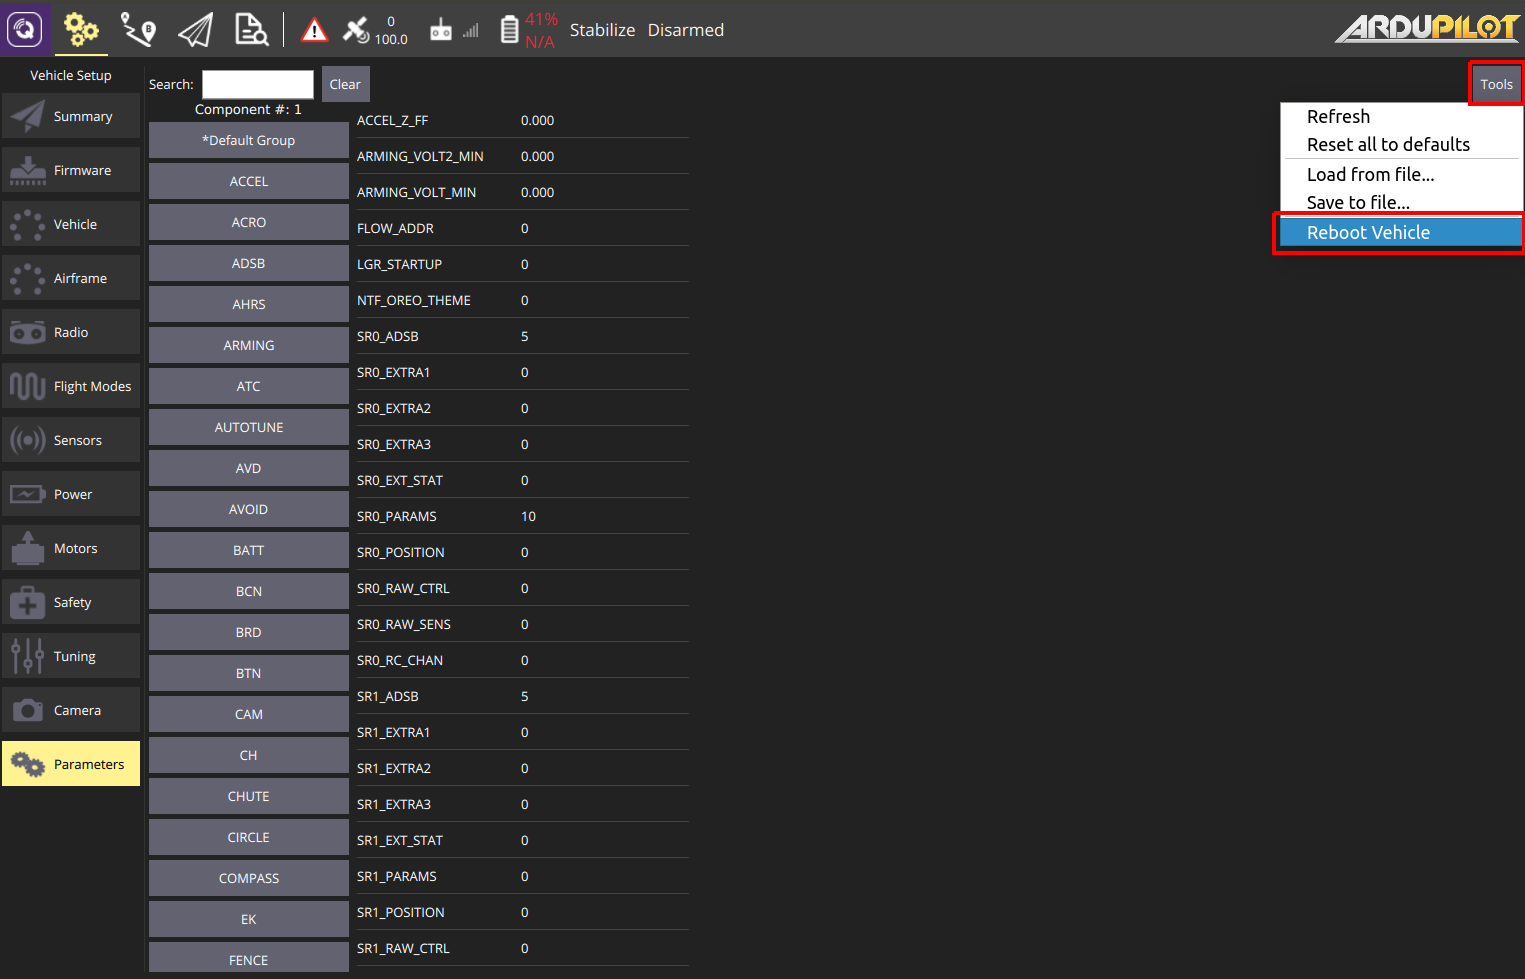 B
0
100.0
41%
N/A
Stabilize
Disarmed
ARDUPILOT
Vehicle Setup
Summary
Firmware
Vehicle
Airframe
Radio
Flight Modes
Sensors
Power
Motors
Safety
Tuning
Camera
Parameters
Search:
Clear
Tools
Component #: 1
*Default Group
ACCEL
ACRO
ADSB
AHRS
ARMING
ATC
AUTOTUNE
AVD
AVOID
BATT
BCN
BRD
BTN
CAM
CH
CHUTE
CIRCLE
COMPASS
EK
FENCE
ACCEL_Z_FF 0.000
ARMING_VOLT2_MIN 0.000
ARMING_VOLT_MIN 0.000
FLOW_ADDR 0
LGR_STARTUP 0
NTF_OREO_THEME 0
SR0_ADSB 5
SR0_EXTRA1 0
SR0_EXTRA2 0
SR0_EXTRA3 0
SR0_EXT_STAT 0
SR0_PARAMS 10
SR0_POSITION 0
SR0_RAW_CTRL 0
SR0_RAW_SENS 0
SR0_RC_CHAN 0
SR1_ADSB 5
SR1_EXTRA1 0
SR1_EXTRA2 0
SR1_EXTRA3 0
SR1_EXT_STAT 0
SR1_PARAMS 0
SR1_POSITION 0
SR1_RAW_CTRL 0
Refresh
Reset all to defaults
Load from file...
Save to file...
Reboot Vehicle